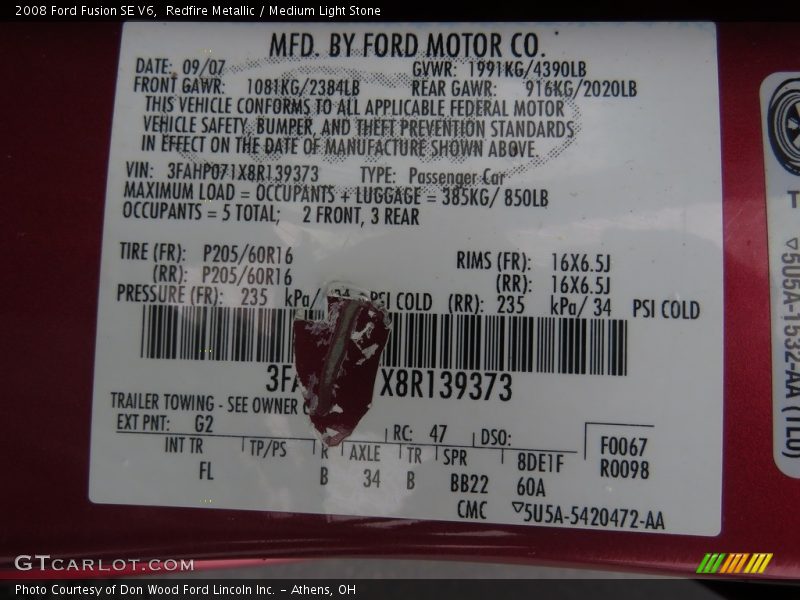 2008 Ford Fusion SE V6,  Redfire Metallic / Medium Light Stone
MFD. BY FORD MOTOR CO.
DATE: 09/07 GVWR: 1991KG/4390LB
FRONT GAWR: 1081KG/2384LB REAR GAWR: 916KG/2020LB
THIS VEHICLE CONFORMS TO ALL APPLICABLE FEDERAL MOTOR
VEHICLE SAFETY, BUMPER, AND THEFT PREVENTION STANDARDS
IN EFFECT ON THE DATE OF MANUFACTURE SHOWN ABOVE.
VIN: 3FAHP071X8R139373 TYPE: Passenger Car
MAXIMUM LOAD = OCCUPANTS + LUGGAGE = 385KG/ 850LB
OCCUPANTS = 5 TOTAL; 2 FRONT, 3 REAR
TIRE (FR): P205/60R16 RIMS (FR): 16X6.5J
(RR): P205/60R16 (RR): 16X6.5J
PRESSURE (FR): 235 kPa/ 34 PSI COLD (RR): 235 kPa/ 34 PSI COLD
3FA X8R139373
TRAILER TOWING - SEE OWNER
EXT PNT: G2 RC: 47 DSO: F0067
INT TR TP/PS R AXLE TR SPR 8DE1F R0098
FL B 34 B BB22 60A
CMC ▽5U5A-5420472-AA
T ▽5U5A-1532-AA (TL0)
GTCARLOT.COM
Photo Courtesy of Don Wood Ford Lincoln Inc. – Athens, OH